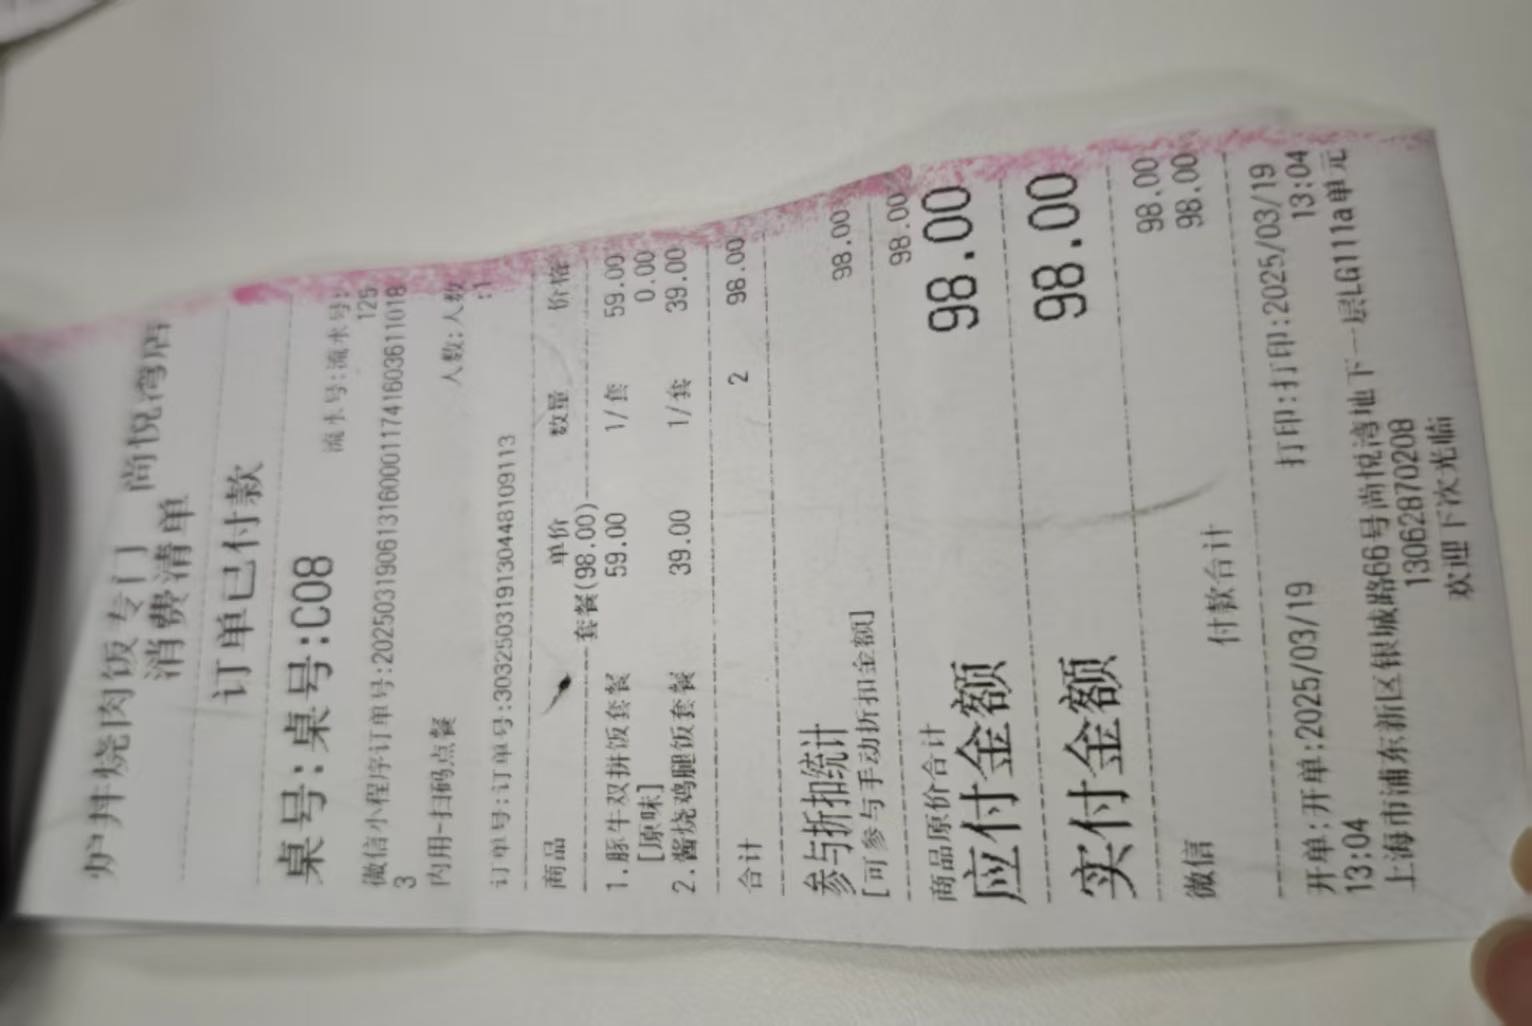 炉丼烧肉饭专门 尚悦湾店
消费清单
订单已付款
桌号:桌号:C08
流水号:流水号:
125
微信小程序订单号:2025031906131600011741603611018
3
内用-扫码点餐 人数:人数
:1
订单号:订单号:303250319130448109113
商品 单价 数量 价格
套餐(98.00)
1.豚牛双拼饭套餐 59.00 1/套 59.00
[原味] 0.00
2.酱烧鸡腿饭套餐 39.00 1/套 39.00
合计 2 98.00
参与折扣统计 98.00
[可参与手动折扣金额]
商品原价合计 98.00
应付金额 98.00
实付金额 98.00
微信 98.00
付款合计 98.00
开单:开单:2025/03/19 打印:打印:2025/03/19
13:04 13:04
上海市浦东新区银城路66号尚悦湾地下一层LG111a单元
13062870208
欢迎下次光临